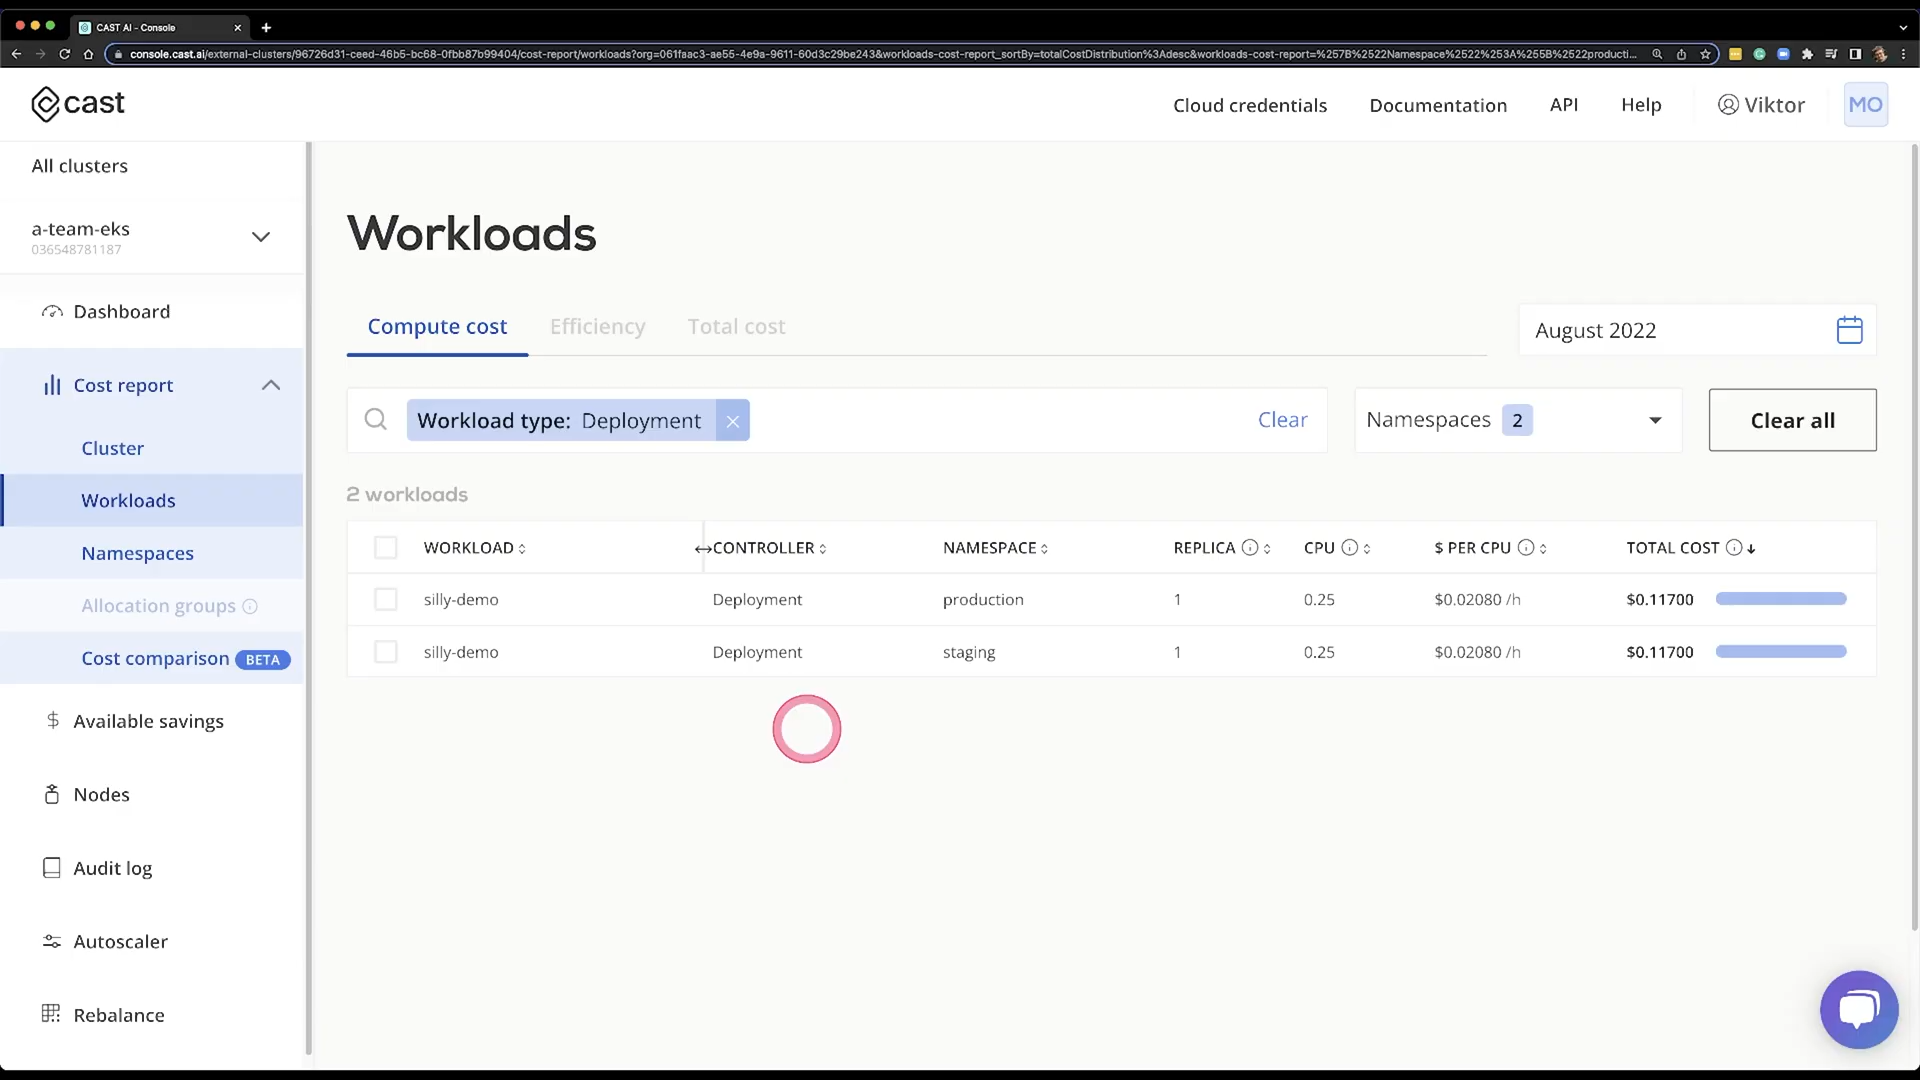 CAST AI – Console
console.cast.ai/external-clusters/96726d31-ceed-46b5-bc68-0fbb87b99404/cost-report/workloads?org=061faac3-ae55-4e9a-9611-60d3c29be243&workloads-cost-report_sortBy=totalCostDistribution%3Adesc&workloads-cost-report=%257B%2522Namespace%2522%253A%255B%2522producti...
cast
Cloud credentials
Documentation
API
Help
Viktor
MO
All clusters
a-team-eks
036548781187
Dashboard
Cost report
Cluster
Workloads
Namespaces
Allocation groups
Cost comparison BETA
Available savings
Nodes
Audit log
Autoscaler
Rebalance
Workloads
Compute cost Efficiency Total cost
August 2022
Workload type: Deployment
Clear
Namespaces 2
Clear all
2 workloads
WORKLOAD CONTROLLER NAMESPACE REPLICA CPU $ PER CPU TOTAL COST
silly-demo Deployment production 1 0.25 $0.02080 /h $0.11700
silly-demo Deployment staging 1 0.25 $0.02080 /h $0.11700